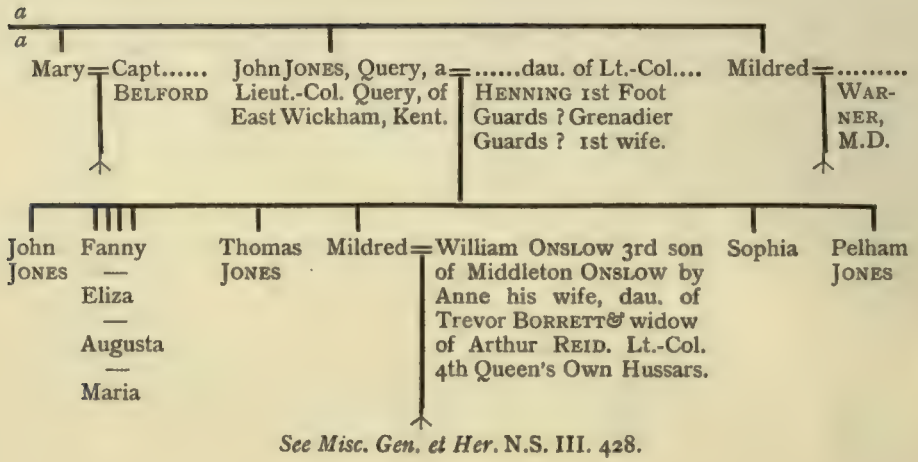 a
a
Mary=Capt......
BELFORD
John JONES, Query, a=
Lieut.-Col. Query, of
East Wickham, Kent.
......dau. of Lt.-Col....
HENNING 1st Foot
Guards ? Grenadier
Guards ? 1st wife.
Mildred=.........
WAR-
NER,
M.D.
John
JONES
Fanny
—
Eliza
—
Augusta
—
Maria
Thomas
JONES
Mildred=William ONSLOW 3rd son
of Middleton ONSLOW by
Anne his wife, dau. of
Trevor BORRETT & widow
of Arthur REID. Lt.-Col.
4th Queen's Own Hussars.
Sophia
Pelham
JONES
See Misc. Gen. et Her. N.S. III. 428.